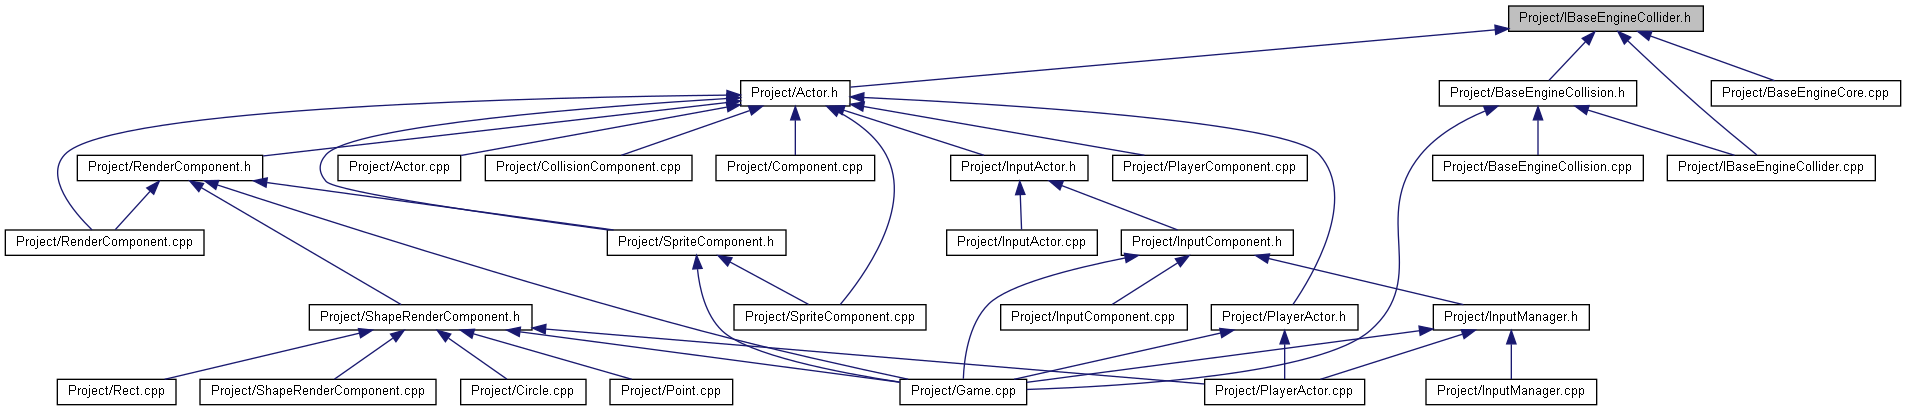 Project/IBaseEngineCollider.h
Project/Actor.h
Project/BaseEngineCollision.h
Project/BaseEngineCore.cpp
Project/RenderComponent.h
Project/Actor.cpp
Project/CollisionComponent.cpp
Project/Component.cpp
Project/InputActor.h
Project/PlayerComponent.cpp
Project/BaseEngineCollision.cpp
Project/IBaseEngineCollider.cpp
Project/RenderComponent.cpp
Project/SpriteComponent.h
Project/InputActor.cpp
Project/InputComponent.h
Project/ShapeRenderComponent.h
Project/SpriteComponent.cpp
Project/InputComponent.cpp
Project/PlayerActor.h
Project/InputManager.h
Project/Rect.cpp
Project/ShapeRenderComponent.cpp
Project/Circle.cpp
Project/Point.cpp
Project/Game.cpp
Project/PlayerActor.cpp
Project/InputManager.cpp